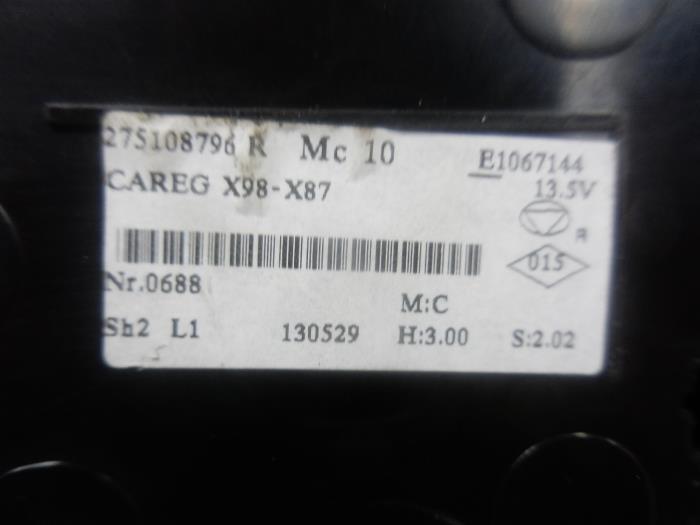 275108796 R Mc 10 E1067144
CAREG X98-X87 13.5V
R
015
Nr.0688
M:C
Sh2 L1 130529 H:3.00 S:2.02